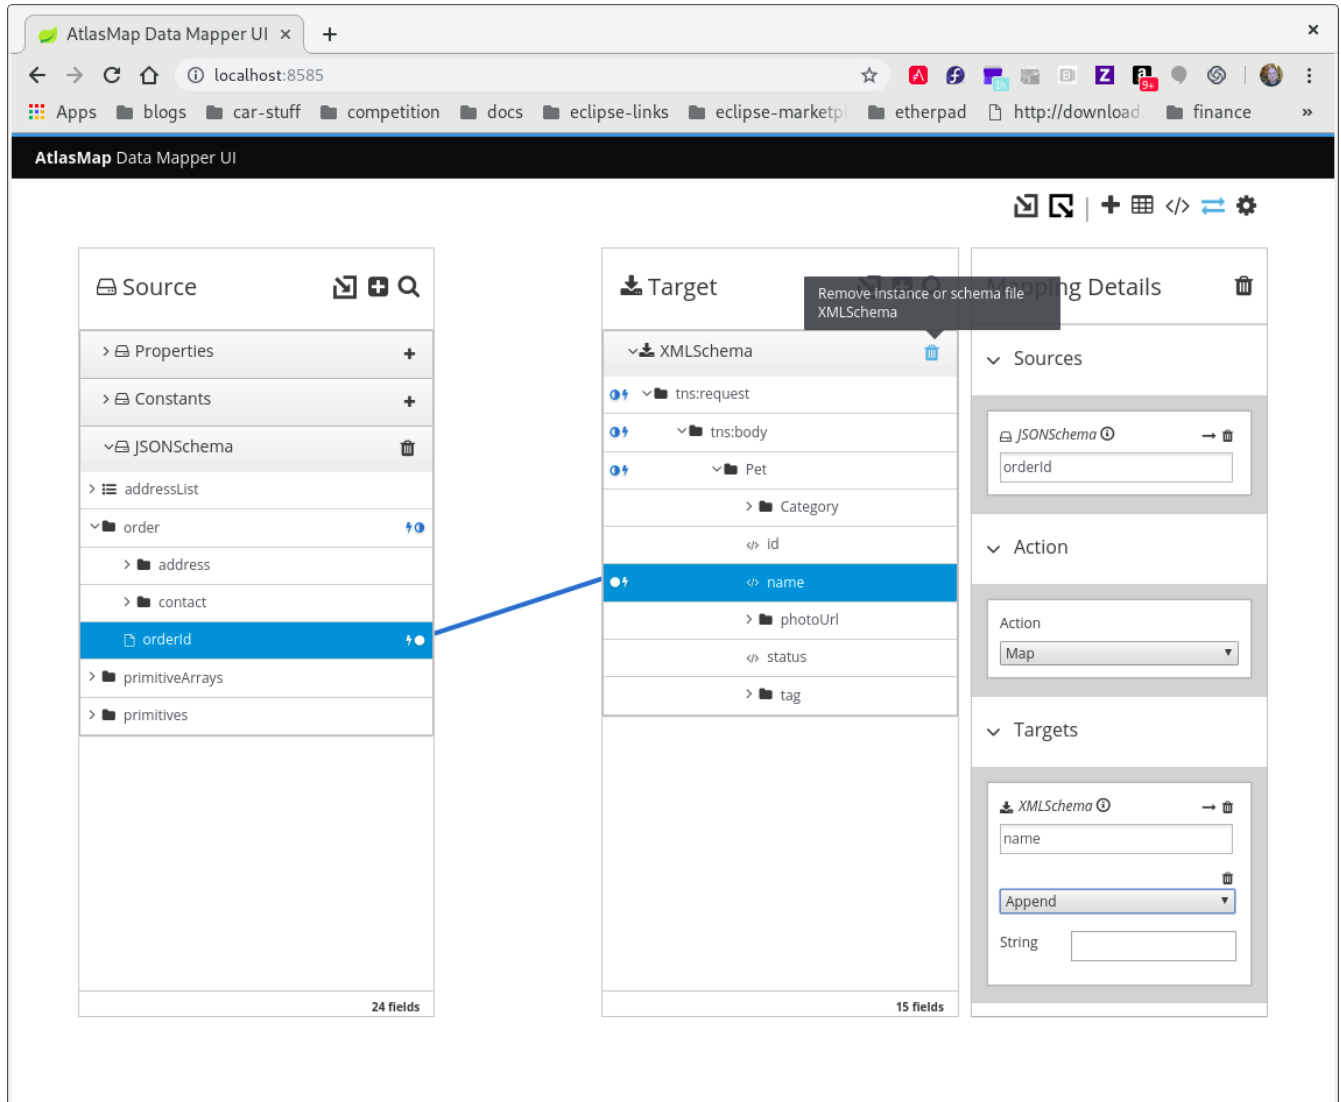 AtlasMap Data Mapper UI
localhost:8585
1h
B
Z
a
9+
Apps blogs car-stuff competition docs eclipse-links eclipse-marketpl etherpad http://download. finance »
AtlasMap Data Mapper UI
Source
Properties
Constants
JSONSchema
addressList
order
address
contact
orderId
primitiveArrays
primitives
24 fields
Target
Remove instance or schema file
XMLSchema
XMLSchema
tns:request
tns:body
Pet
Category
id
name
photoUrl
status
tag
15 fields
Mapping Details
Sources
JSONSchema
orderId
Action
Action
Map
Targets
XMLSchema
name
Append
String